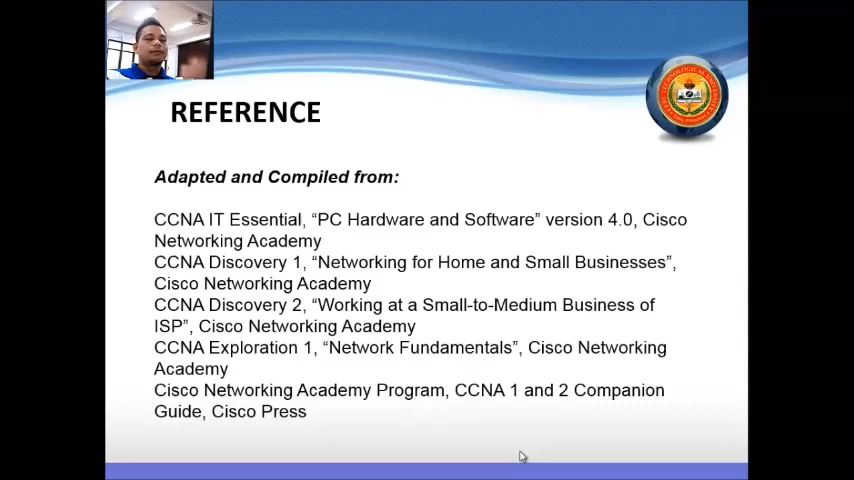 REFERENCE
Adapted and Compiled from:
CCNA IT Essential, “PC Hardware and Software” version 4.0, Cisco
Networking Academy
CCNA Discovery 1, “Networking for Home and Small Businesses”,
Cisco Networking Academy
CCNA Discovery 2, “Working at a Small-to-Medium Business of
ISP”, Cisco Networking Academy
CCNA Exploration 1, “Network Fundamentals”, Cisco Networking
Academy
Cisco Networking Academy Program, CCNA 1 and 2 Companion
Guide, Cisco Press